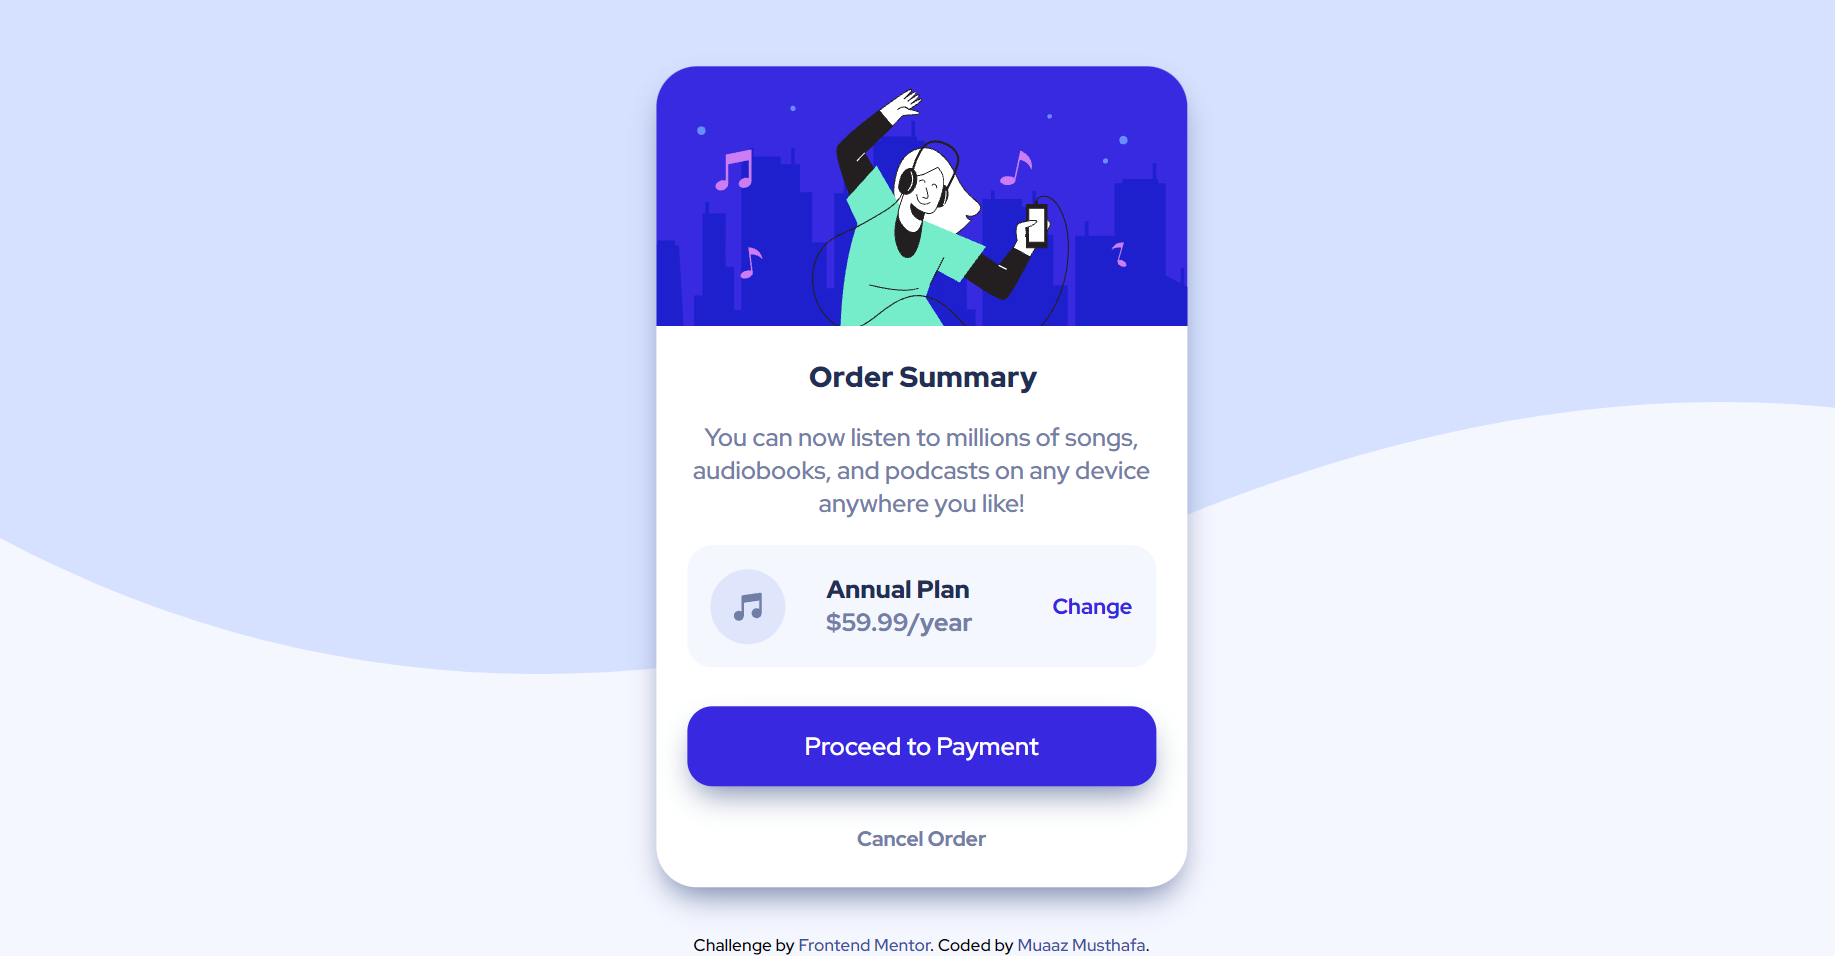 Order Summary
You can now listen to millions of songs,
audiobooks, and podcasts on any device
anywhere you like!
Annual Plan
$59.99/year
Change
Proceed to Payment
Cancel Order
Challenge by Frontend Mentor. Coded by Muaaz Musthafa.